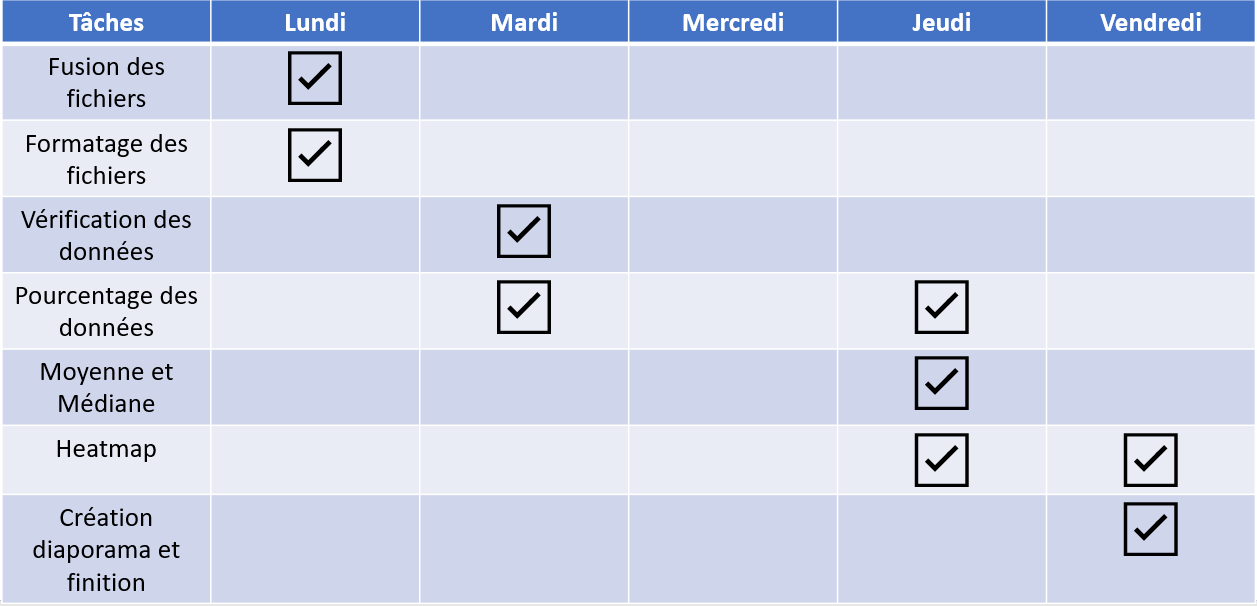 Tâches Lundi Mardi Mercredi Jeudi Vendredi
Fusion des
fichiers
Formatage des
fichiers
Vérification des
données
Pourcentage des
données
Moyenne et
Médiane
Heatmap
Création
diaporama et
finition